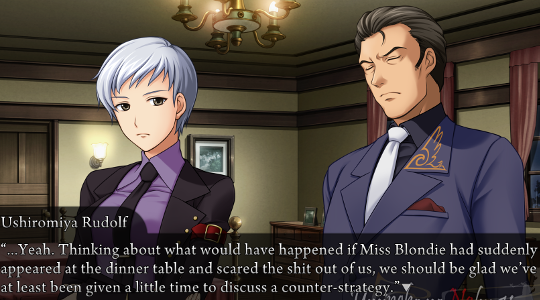 Ushiromiya Rudolf
“...Yeah. Thinking about what would have happened if Miss Blondie had suddenly
appeared at the dinner table and scared the shit out of us, we should be glad we've
at least been given a little time to discuss a counter-strategy.”